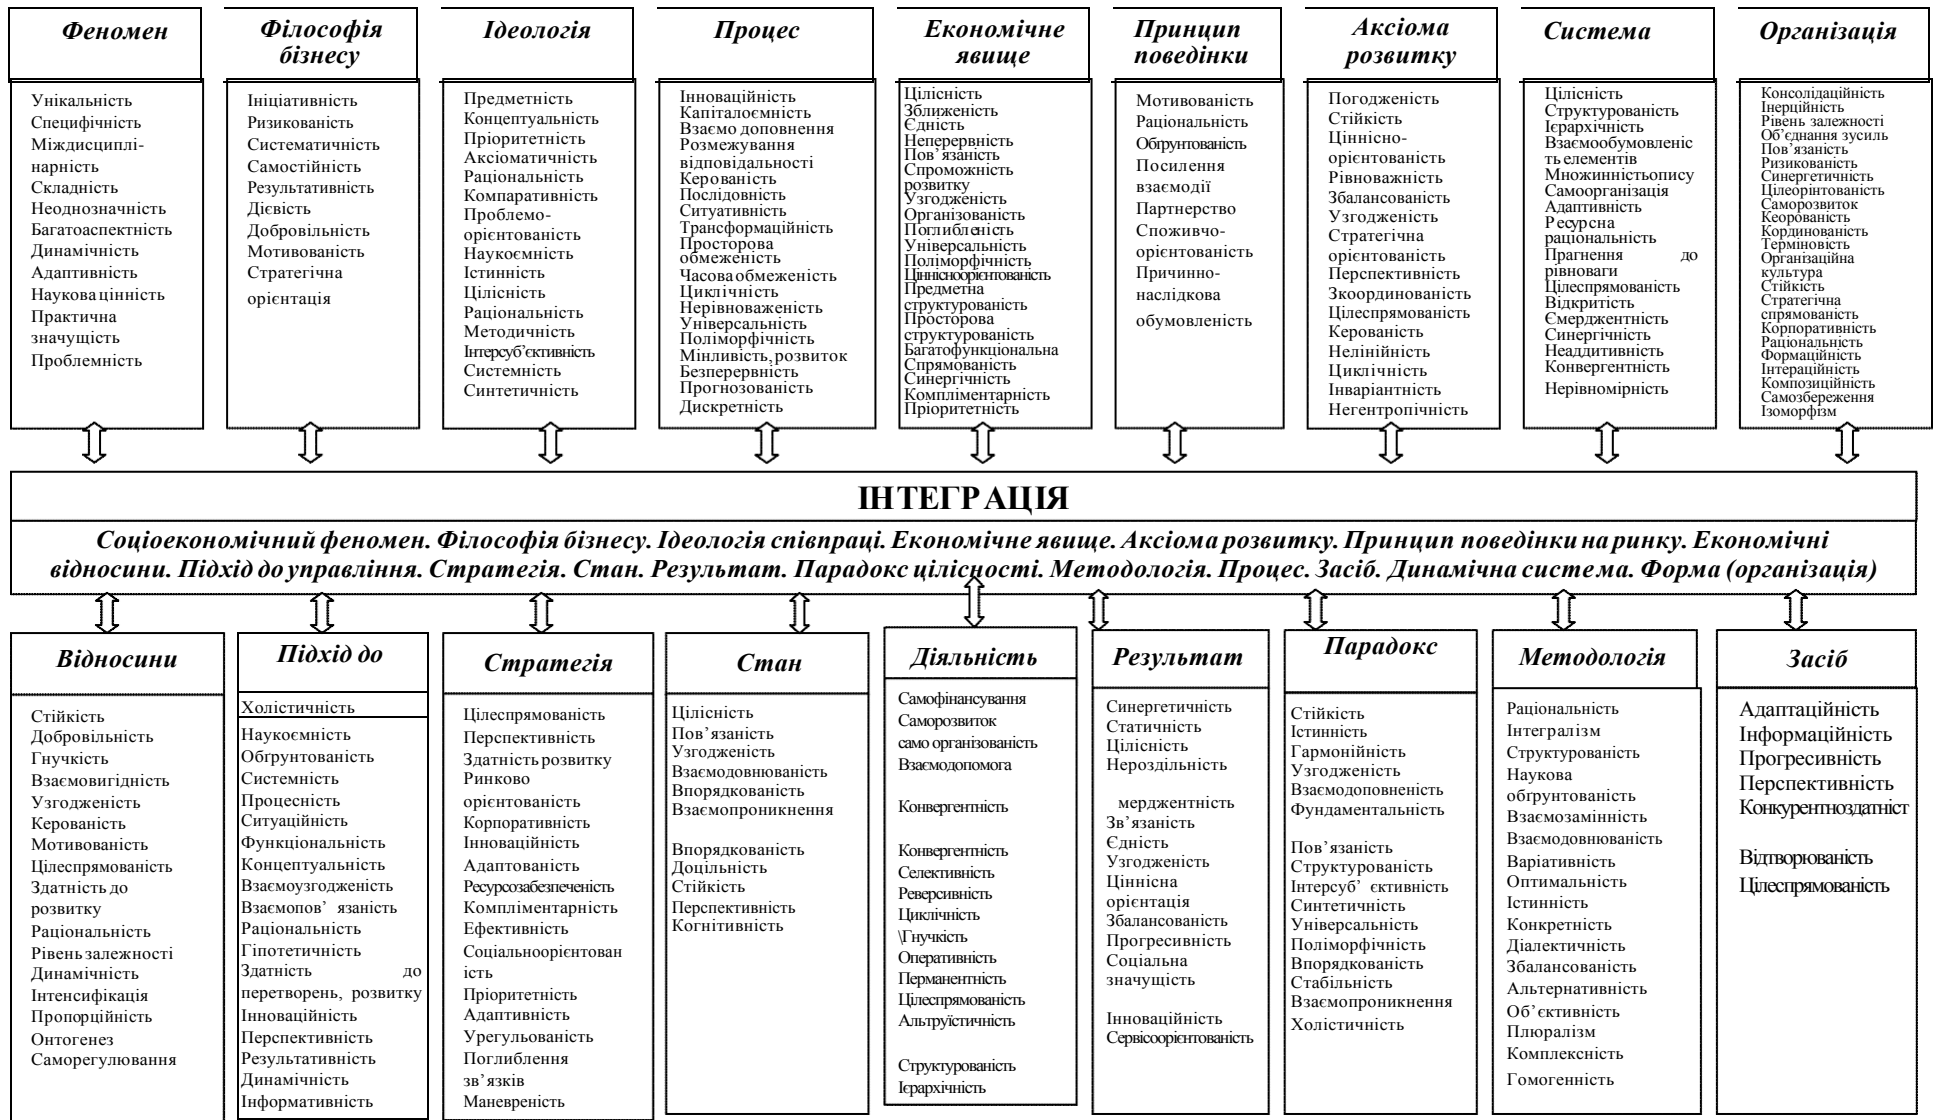 Феномен
Унікальність
Специфічність
Міждисциплі-
нарність
Складність
Неоднозначність
Багатоаспектність
Динамічність
Адаптивність
Наукова цінність
Практична
значущість
Проблемність
Філософія
бізнесу
Ініціативність
Ризикованість
Систематичність
Самостійність
Результативність
Дієвість
Добровільність
Мотивованість
Стратегічна
орієнтація
Ідеологія
Предметність
Концептуальність
Пріоритетність
Аксіоматичність
Раціональність
Компаративність
Проблемо-
орієнтованість
Наукоємність
Істинність
Цілісність
Раціональність
Методичність
Інтерсуб’єктивність
Системність
Синтетичність
Процес
Інноваційність
Капіталоємність
Взаємо доповнення
Розмежування
відповідальності
Керованість
Послідовність
Ситуативність
Трансформаційність
Просторова
обмеженість
Часова обмеженість
Циклічність
Нерівноваженість
Універсальність
Поліморфічність
Мінливість, розвиток
Безперервність
Прогнозованість
Дискретність
Економічне
явище
Цілісність
Зближеність
Єдність
Неперервність
Пов’язаність
Спроможність
розвитку
Узгодженість
Організованість
Поглибленість
Універсальність
Поліморфічність
Ціннісноорієнтованість
Предметна
структурованість
Просторова
структурованість
Багатофункціональна
Спрямованість
Синергічність
Компліментарність
Пріоритетність
Принцип
поведінки
Мотивованість
Раціональність
Обґрунтованість
Посилення
взаємодії
Партнерство
Споживчо-
орієнтованість
Причинно-
наслідкова
обумовленість
Аксіома
розвитку
Погодженість
Стійкість
Ціннісно-
орієнтованість
Рівноважність
Збалансованість
Узгодженість
Стратегічна
орієнтованість
Перспективність
Зкоординованість
Цілеспрямованість
Керованість
Нелінійність
Циклічність
Інваріантність
Негентропічність
Система
Цілісність
Структурованість
Ієрархічність
Взаємообумовленіс
ть елементів
Множинністьопису
Самоорганізація
Адаптивність
Ресурсна
раціональність
Прагнення до
рівноваги
Цілеспрямованість
Відкритість
Ємерджентність
Синергічність
Неаддитивність
Конвергентність
Нерівномірність
Організація
Консолідаційність
Інерційність
Рівень залежності
Об’єднання зусиль
Пов’язаність
Ризикованість
Синергетичність
Цілеорінтованість
Саморозвиток
Кеорованість
Кординованість
Терміновість
Організаційна
культура
Стійкість
Стратегічна
спрямованість
Корпоративність
Раціональність
Формаційність
Інтераційність
Композиційність
Самозбереження
Ізоморфізм
ІНТЕГРАЦІЯ
Соціоекономічний феномен. Філософія бізнесу. Ідеологія співпраці. Економічне явище. Аксіома розвитку. Принцип поведінки на ринку. Економічні
відносини. Підхід до управління. Стратегія. Стан. Результат. Парадокс цілісності. Методологія. Процес. Засіб. Динамічна система. Форма (організація)
Відносини
Стійкість
Добровільність
Гнучкість
Взаємовигідність
Узгодженість
Керованість
Мотивованість
Цілеспрямованість
Здатність до
розвитку
Раціональність
Рівень залежності
Динамічність
Інтенсифікація
Пропорційність
Онтогенез
Саморегулювання
Підхід до
Холістичність
Наукоємність
Обґрунтованість
Системність
Процесність
Ситуаційність
Функціональність
Концептуальність
Взаємоузгодженість
Взаємопов’ язаність
Раціональність
Гіпотетичність
Здатність до
перетворень, розвитку
Інноваційність
Перспективність
Результативність
Динамічність
Інформативність
Стратегія
Цілеспрямованість
Перспективність
Здатність розвитку
Ринково
орієнтованість
Корпоративність
Інноваційність
Адаптованість
Ресурсозабезпеченість
Компліментарність
Ефективність
Соціальноорієнтован
ість
Пріоритетність
Адаптивність
Урегульованість
Поглиблення
зв’язків
Маневреність
Стан
Цілісність
Пов’язаність
Узгодженість
Взаємодовнюваність
Впорядкованість
Взаємопроникнення
Впорядкованість
Доцільність
Стійкість
Перспективність
Когнітивність
Діяльність
Самофінансування
Саморозвиток
само організованість
Взаємодопомога
Конвергентність
Конвергентність
Селективність
Реверсивність
Циклічність
\Гнучкість
Оперативність
Перманентність
Цілеспрямованість
Альтруїстичність
Структурованість
Ієрархічність
Результат
Синергетичність
Статичність
Цілісність
Нероздільність
мерджентність
Зв’язаність
Єдність
Узгодженість
Ціннісна
орієнтація
Збалансованість
Прогресивність
Соціальна
значущість
Інноваційність
Сервісоорієнтованість
Парадокс
Стійкість
Істинність
Гармонійність
Узгодженість
Взаємодоповненість
Фундаментальність
Пов’язаність
Структурованість
Інтерсуб’ єктивність
Синтетичність
Універсальність
Поліморфічність
Впорядкованість
Стабільність
Взаємопроникнення
Холістичність
Методологія
Раціональність
Інтегралізм
Структурованість
Наукова
обґрунтованість
Взаємозамінність
Взаємодовнюваність
Варіативність
Оптимальність
Істинність
Конкретність
Діалектичність
Збалансованість
Альтернативність
Об’єктивність
Плюралізм
Комплексність
Гомогенність
Засіб
Адаптаційність
Інформаційність
Прогресивність
Перспективність
Конкурентноздатніст
Відтворюваність
Цілеспрямованість